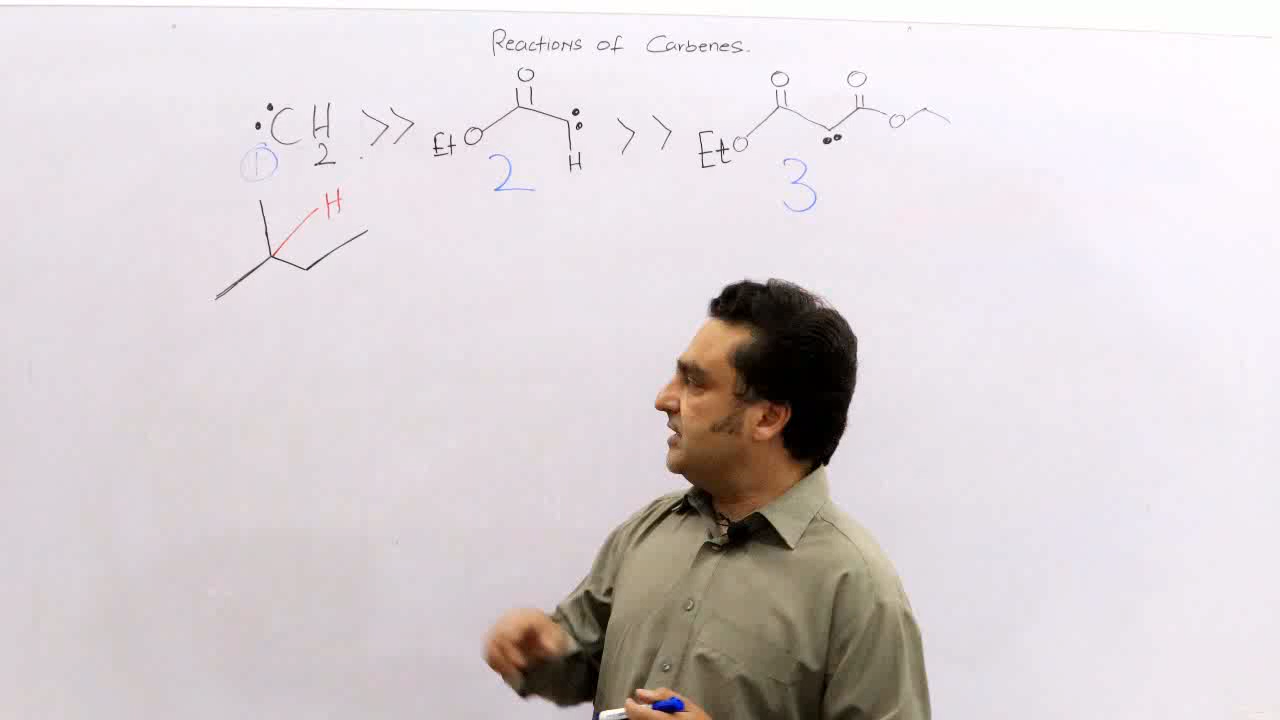 Reactions of Carbenes.
:CH2 >> EtO O : H >> EtO O O O :
1 2 3
H